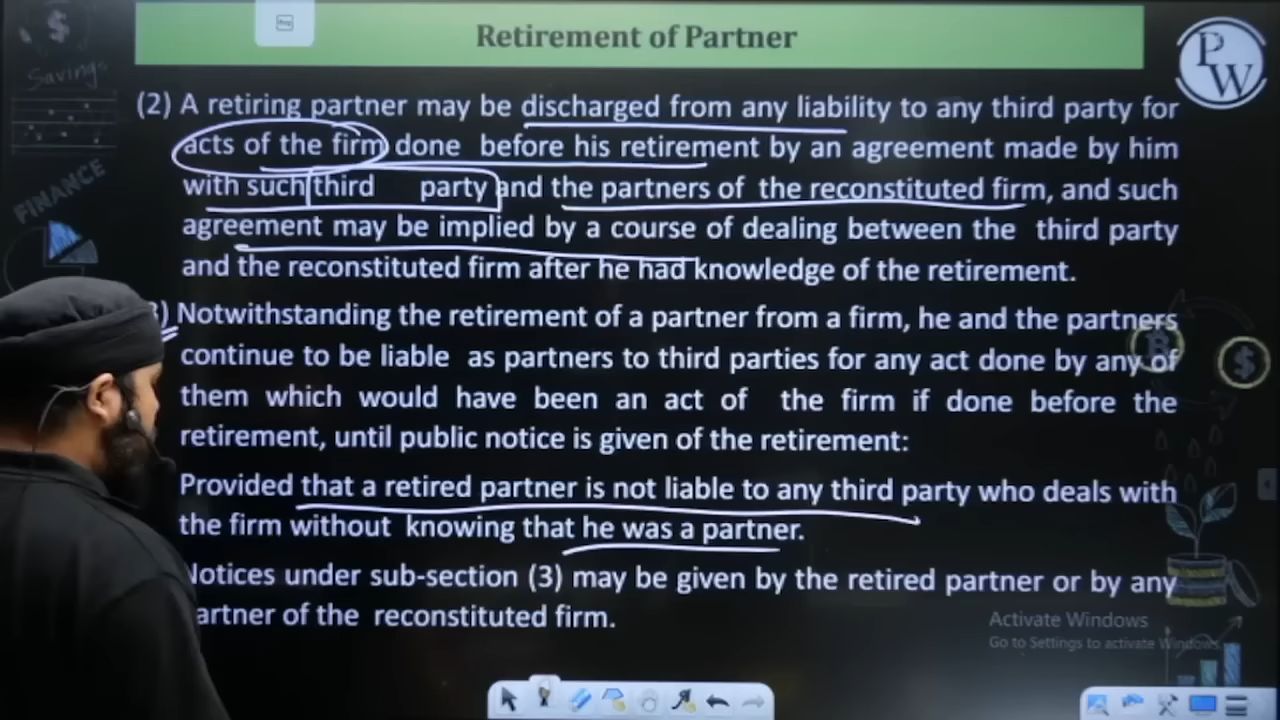 Retirement of Partner
PW
Savings
FINANCE
(2) A retiring partner may be discharged from any liability to any third party for
acts of the firm done before his retirement by an agreement made by him
with such third party and the partners of the reconstituted firm, and such
agreement may be implied by a course of dealing between the third party
and the reconstituted firm after he had knowledge of the retirement.
) Notwithstanding the retirement of a partner from a firm, he and the partners
continue to be liable as partners to third parties for any act done by any of
them which would have been an act of the firm if done before the
retirement, until public notice is given of the retirement:
Provided that a retired partner is not liable to any third party who deals with
the firm without knowing that he was a partner.
Notices under sub-section (3) may be given by the retired partner or by any
artner of the reconstituted firm.
Activate Windows
Go to Settings to activate Windows.